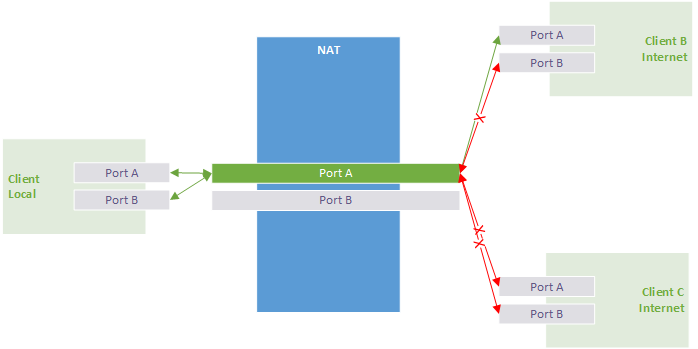 NAT
Client
Local
Port A
Port B
Port A
Port B
Port A
Port B
Client B
Internet
Port A
Port B
Client C
Internet